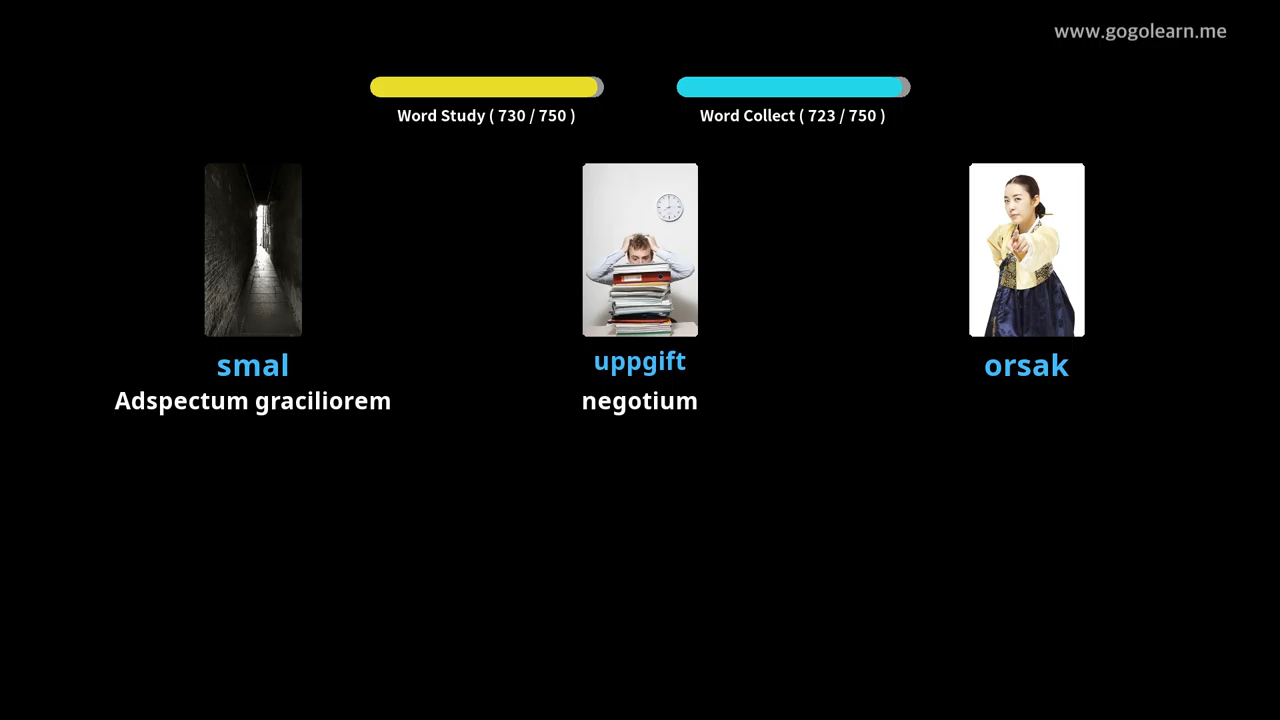 www.gogolearn.me
Word Study ( 730 / 750 )
Word Collect ( 723 / 750 )
smal
uppgift
orsak
Adspectum graciliorem
negotium